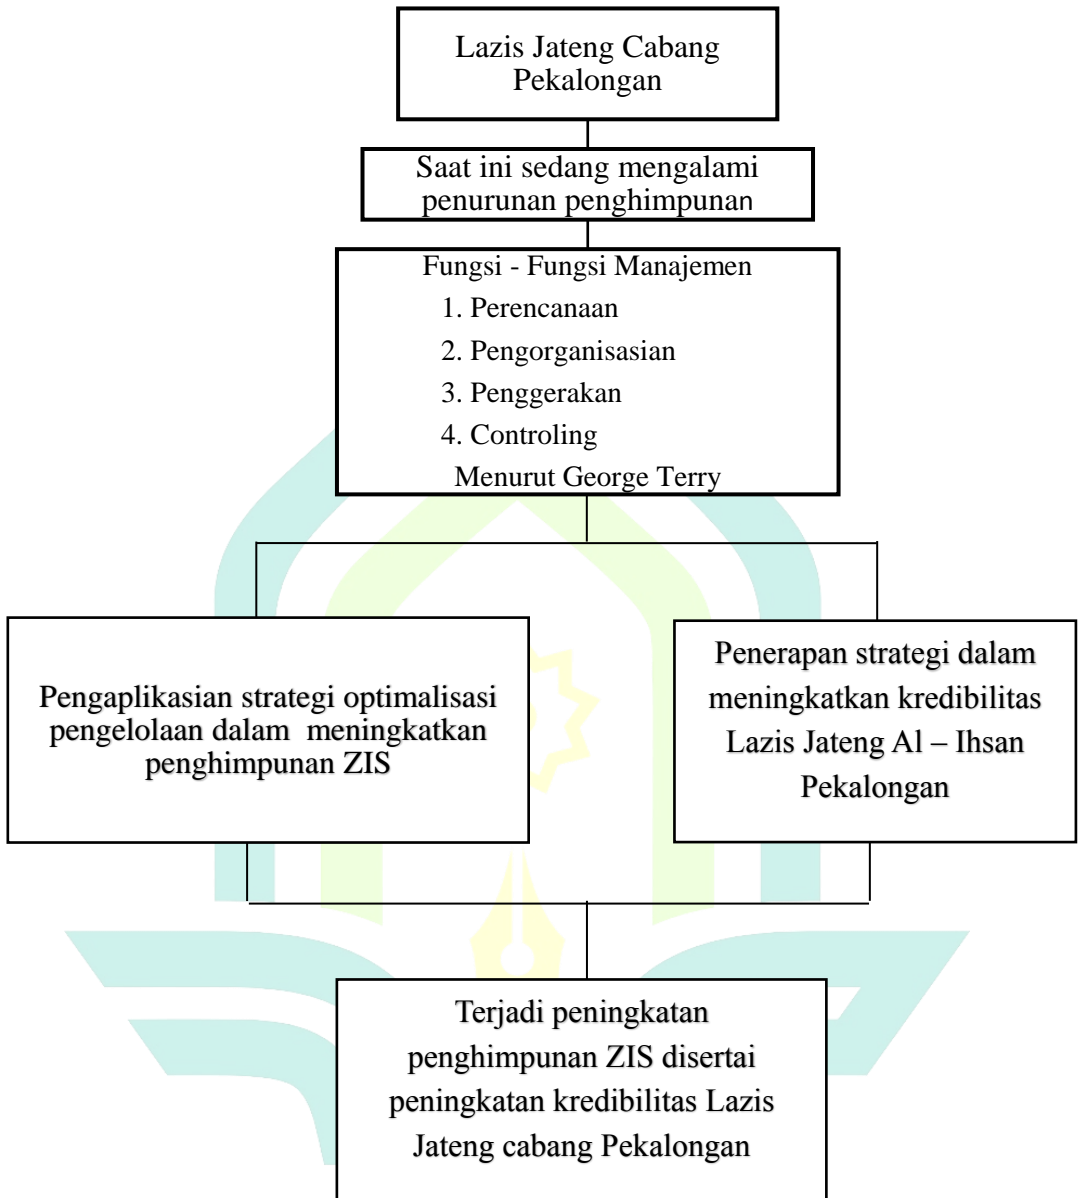 Lazis Jateng Cabang
Pekalongan
Saat ini sedang mengalami
penurunan penghimpunan
Fungsi - Fungsi Manajemen
1. Perencanaan
2. Pengorganisasian
3. Penggerakan
4. Controling
Menurut George Terry
Pengaplikasian strategi optimalisasi
pengelolaan dalam meningkatkan
penghimpunan ZIS
Penerapan strategi dalam
meningkatkan kredibilitas
Lazis Jateng Al – Ihsan
Pekalongan
Terjadi peningkatan
penghimpunan ZIS disertai
peningkatan kredibilitas Lazis
Jateng cabang Pekalongan